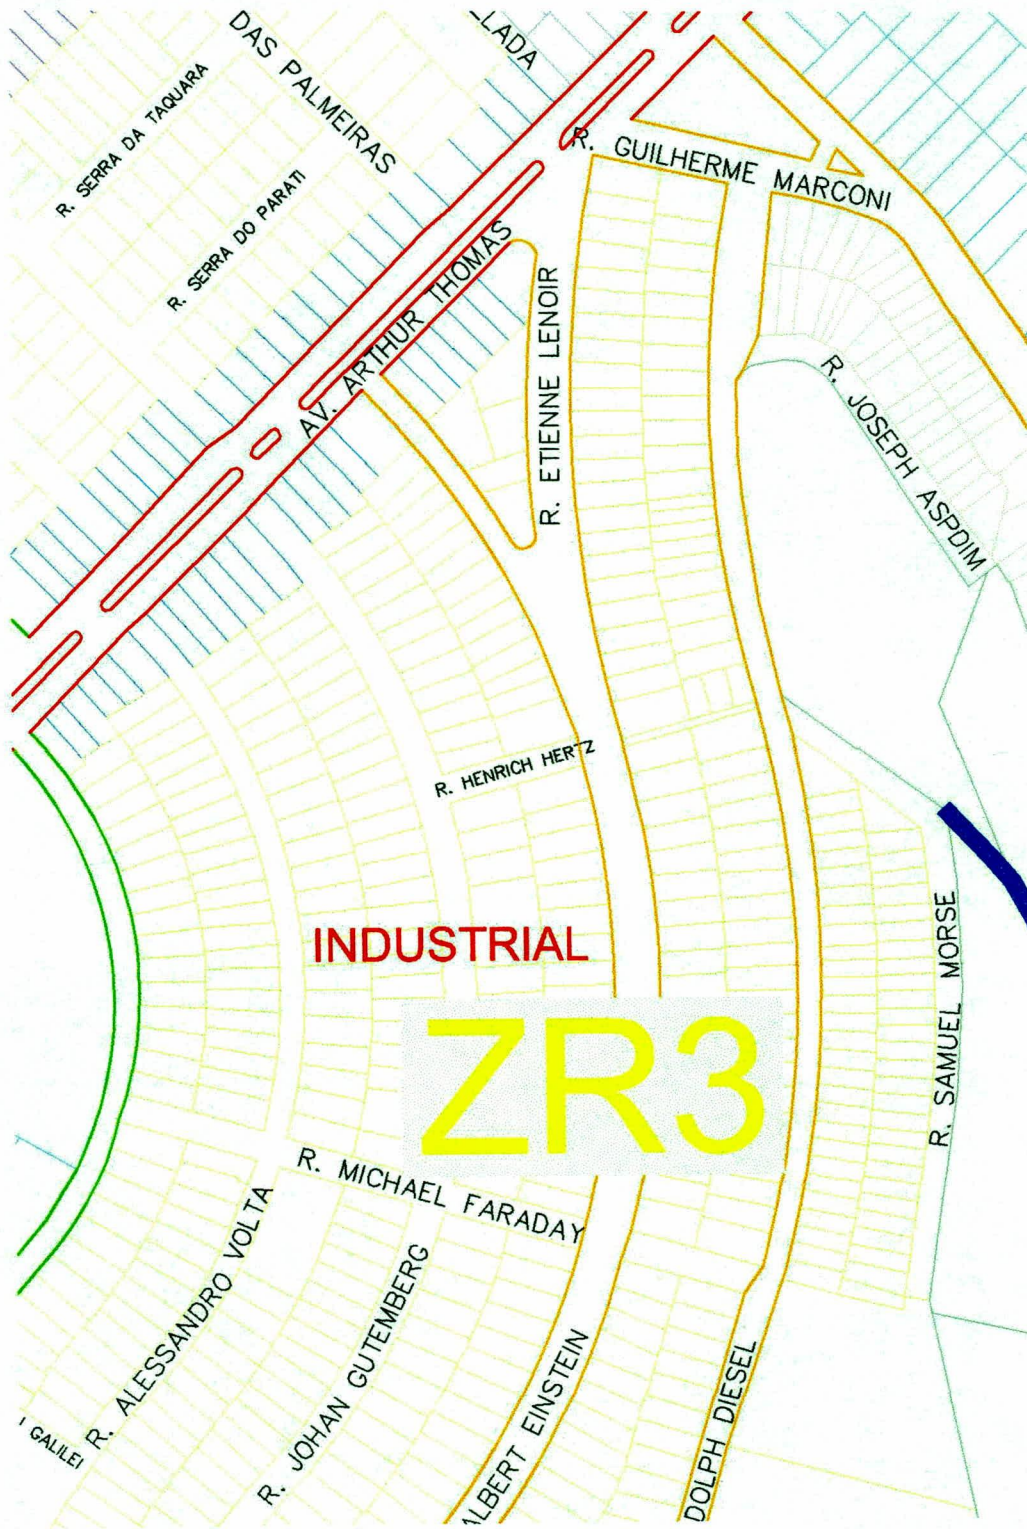 DAS PALMEIRAS
LLADA
R. SERRA DA TAQUARA
R. SERRA DO PARATI
R. GUILHERME MARCONI
AV. ARTHUR THOMAS
R. ETIENNE LENOIR
R. JOSEPH ASPDIM
R. HENRICH HERTZ
INDUSTRIAL
ZR3
R. SAMUEL MORSE
R. MICHAEL FARADAY
R. ALESSANDRO VOLTA
R. JOHAN GUTEMBERG
ALBERT EINSTEIN
DOLPH DIESEL
I GALILEI